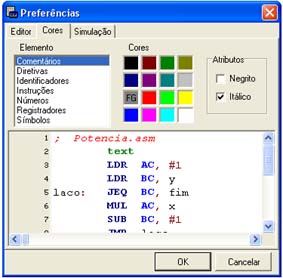 Preferências
Editor Cores Simulação
Elemento
Comentários
Diretivas
Identificadores
Instruções
Números
Registradores
Símbolos
Cores
FG
Atributos
Negrito
Itálico
1 ; Potencia.asm
2 text
3 LDR AC, #1
4 LDR BC, y
5 laco: JEQ BC, fim
6 MUL AC, x
7 SUB BC, #1
8 JMP laco
OK Cancelar